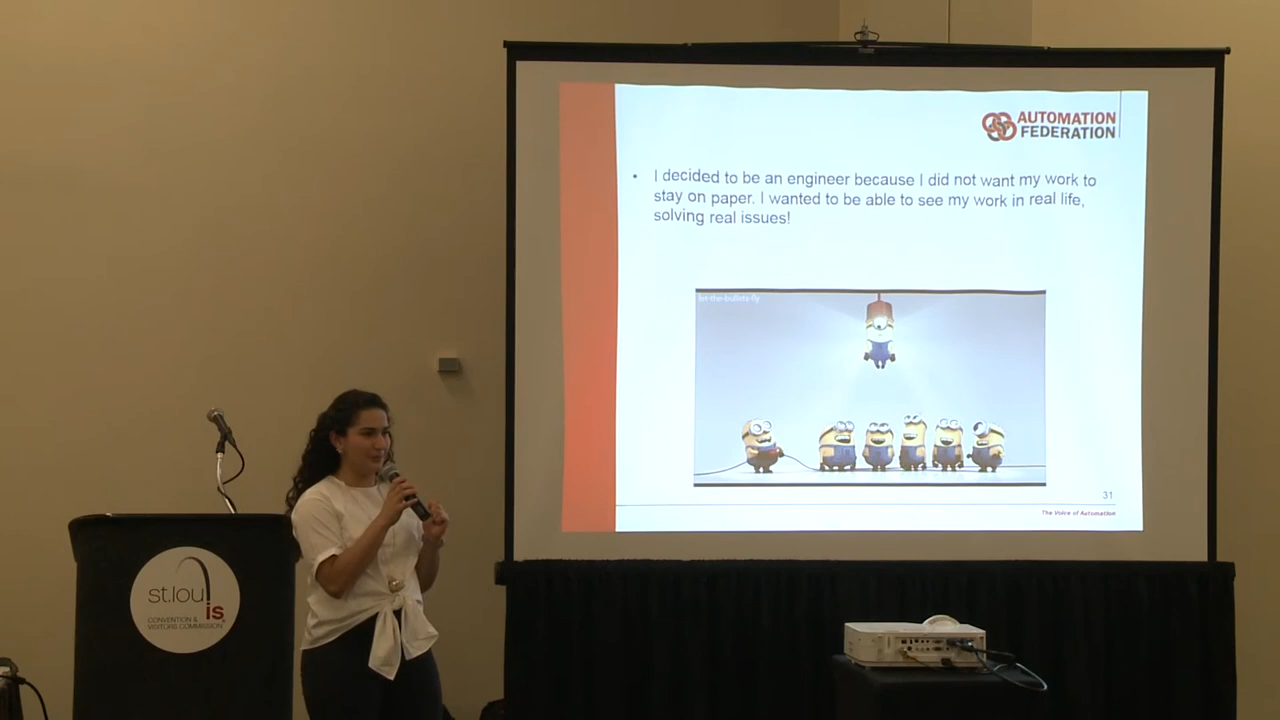 AUTOMATION
FEDERATION
• I decided to be an engineer because I did not want my work to
stay on paper. I wanted to be able to see my work in real life,
solving real issues!
let-the-bullets-fly
31
The Voice of Automation
st.lou
is
CONVENTION &
VISITORS COMMISSION